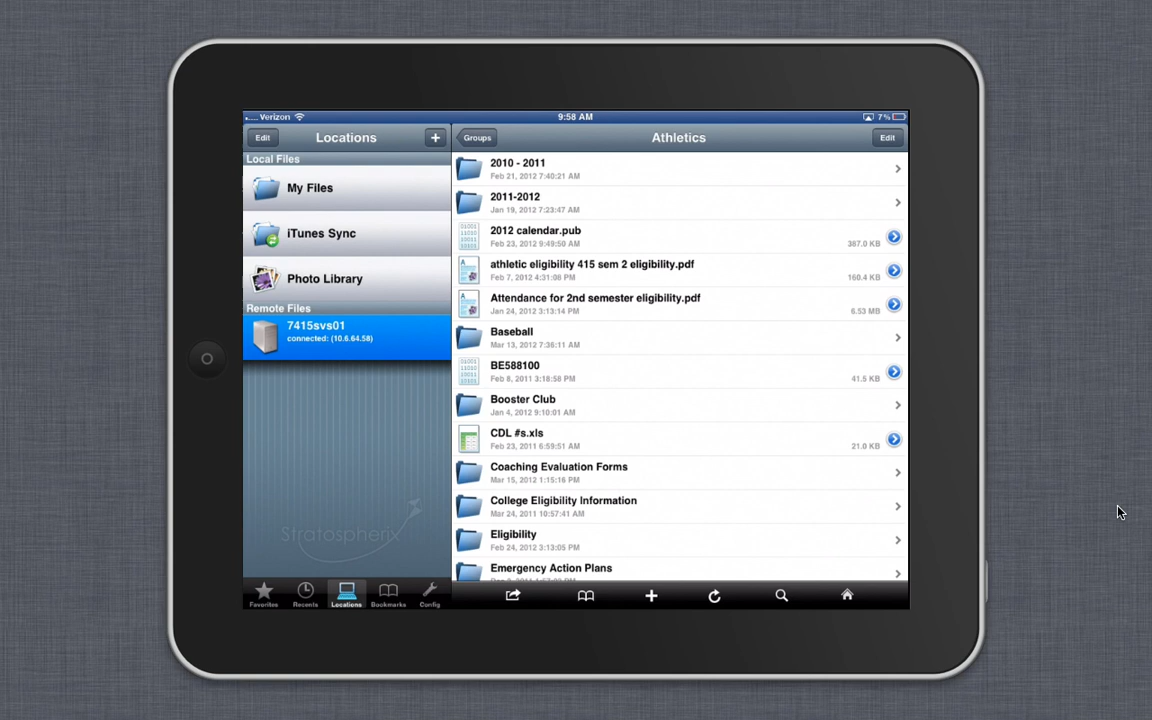 ..... Verizon 9:58 AM 7%
Edit Locations +
Local Files
My Files
iTunes Sync
Photo Library
Remote Files
7415svs01
connected: (10.6.64.58)
Stratospherix
Favorites Recents Locations Bookmarks Config
Groups Athletics Edit
2010 - 2011
Feb 21, 2012 7:40:21 AM
2011-2012
Jan 19, 2012 7:23:47 AM
2012 calendar.pub
Feb 23, 2012 9:49:50 AM 387.0 KB
athletic eligibility 415 sem 2 eligibility.pdf
Feb 7, 2012 4:31:08 PM 160.4 KB
Attendance for 2nd semester eligibility.pdf
Jan 24, 2012 3:13:14 PM 6.53 MB
Baseball
Mar 13, 2012 7:36:11 AM
BE588100
Feb 8, 2011 3:18:58 PM 41.5 KB
Booster Club
Jan 4, 2012 9:10:01 AM
CDL #s.xls
Feb 23, 2011 6:59:51 AM 21.0 KB
Coaching Evaluation Forms
Mar 15, 2012 1:15:16 PM
College Eligibility Information
Mar 24, 2011 10:57:41 AM
Eligibility
Feb 24, 2012 3:13:05 PM
Emergency Action Plans